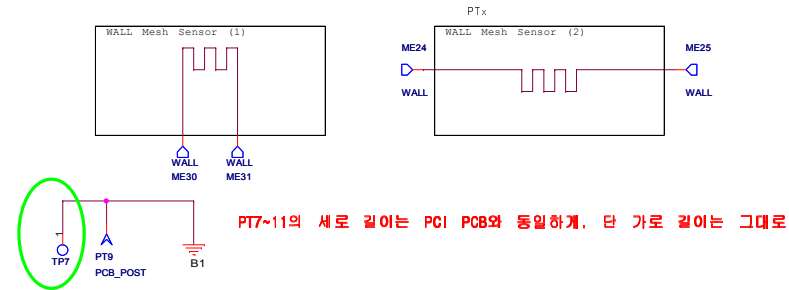 PTx
WALL Mesh Sensor (1)
WALL Mesh Sensor (2)
ME24
ME25
WALL
WALL
WALL
WALL
ME30
ME31
PT7~11의 세로 길이는 PCI PCB와 동일하게, 단 가로 길이는 그대로
1
TP7
PT9
B1
PCB_POST